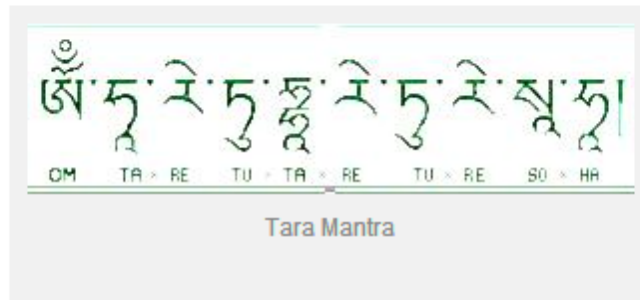 ༀ་ཏཱ་རེ་ཏུ་ཏྟཱ་རེ་ཏུ་རེ་སྭཱ་ཧཱ།
OM TA × RE TU × TA × RE TU × RE SO × HA
Tara Mantra